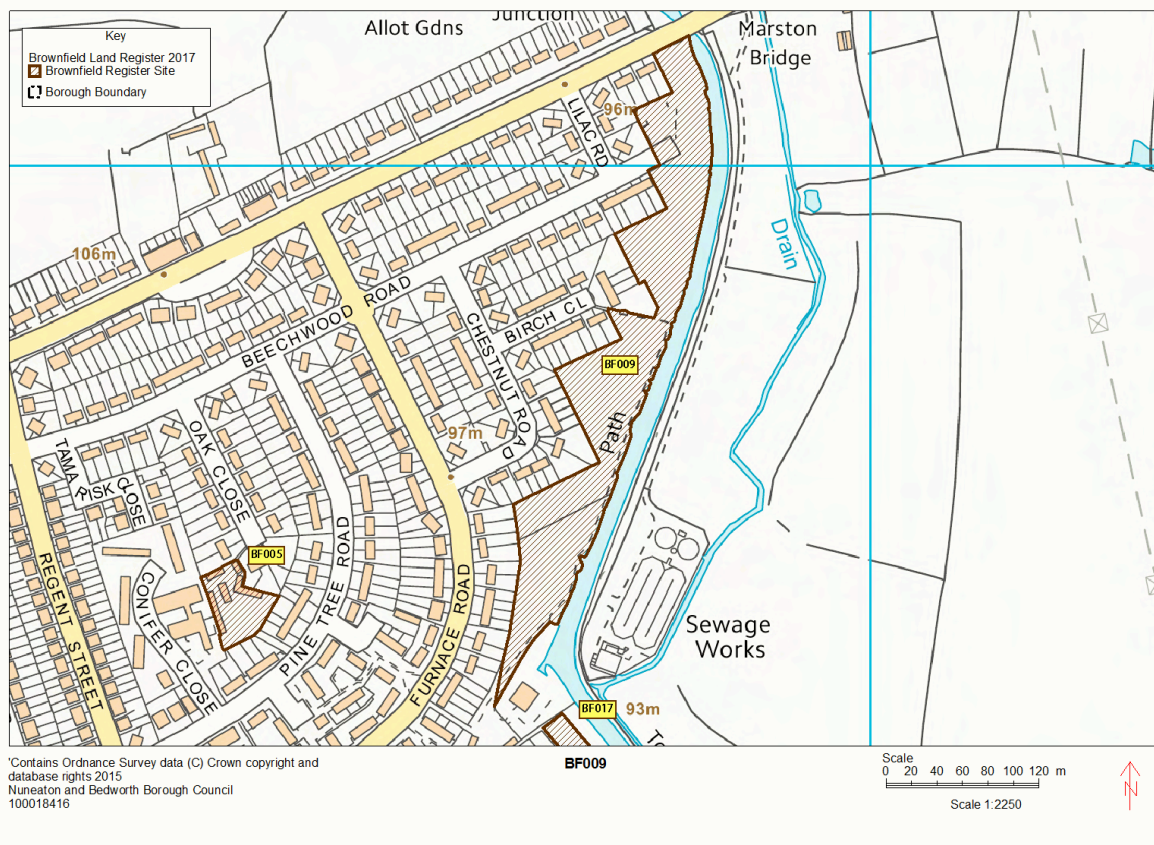 Key
Brownfield Land Register 2017
Brownfield Register Site
Borough Boundary
Allot Gdns
Junction
Marston
Bridge
96m
LILAC RD
106m
Drain
BEECHWOOD ROAD
CHESTNUT ROAD
BIRCH CL
BF009
Path
97m
OAK CLOSE
TAMARISK CLOSE
BF005
PINE TREE ROAD
REGENT STREET
CONIFER CLOSE
FURNACE ROAD
Sewage
Works
BF017
93m
To
'Contains Ordnance Survey data (C) Crown copyright and
database rights 2015
Nuneaton and Bedworth Borough Council
100018416
BF009
Scale
0 20 40 60 80 100 120 m
Scale 1:2250
N